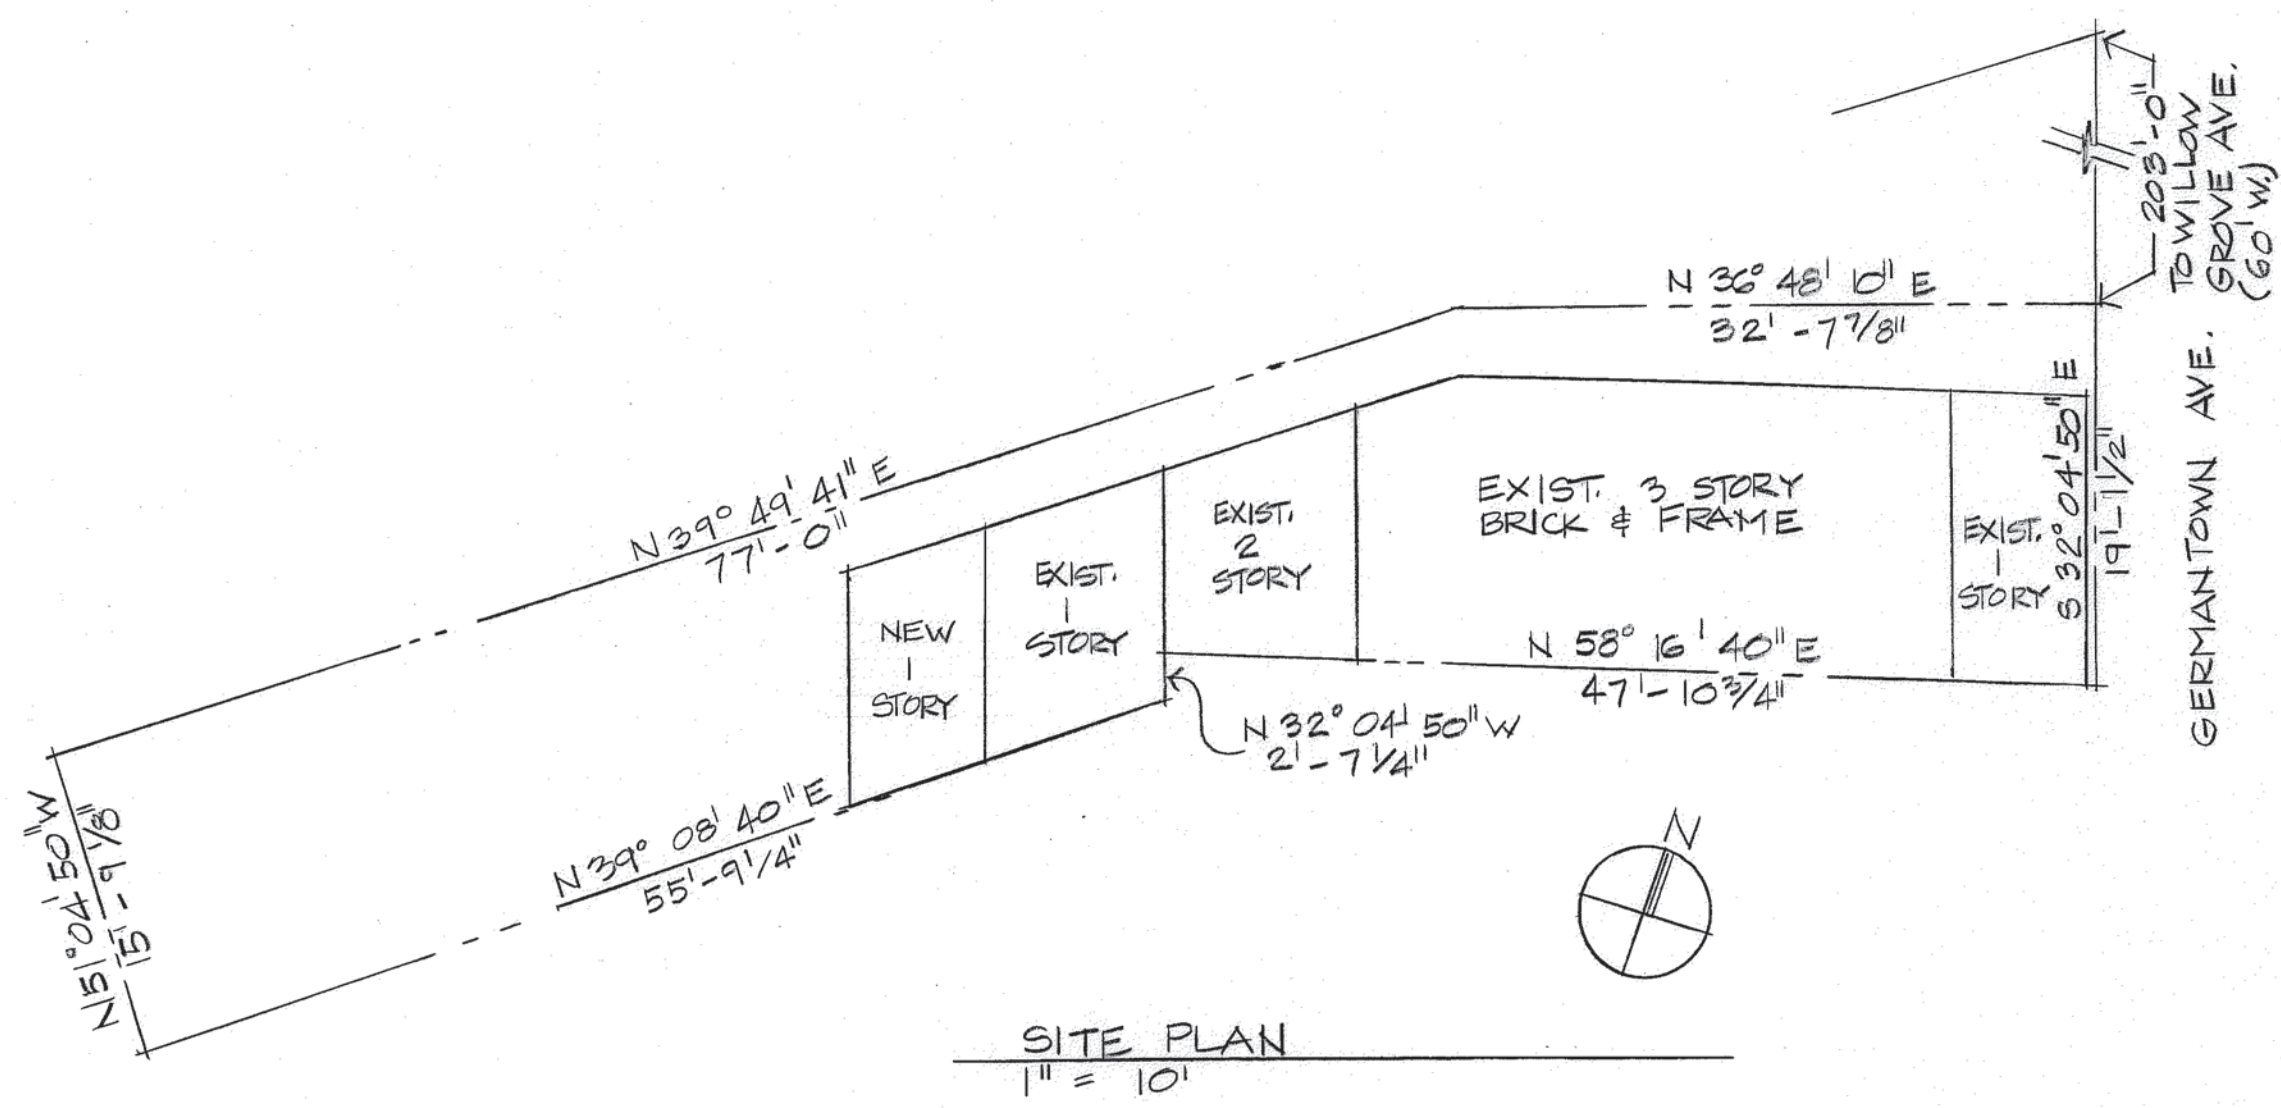 203'-0"
TO WILLOW
GROVE AVE.
(60' W.)
N 36° 48' 10" E
32' - 7 7/8"
GERMANTOWN AVE.
S 32° 04' 50" E
19'-1 1/2"
N 39° 49' 41" E
77'-0"
EXIST. 3 STORY
BRICK & FRAME
EXIST.
1
STORY
EXIST.
2
STORY
EXIST.
1
STORY
NEW
1
STORY
N 58° 16' 40" E
47'-10 3/4"
N 32° 04' 50" W
2'-7 1/4"
N 39° 08' 40" E
55'-9 1/4"
N 51° 04' 50" W
15' - 9 1/8"
N
SITE PLAN
1" = 10'